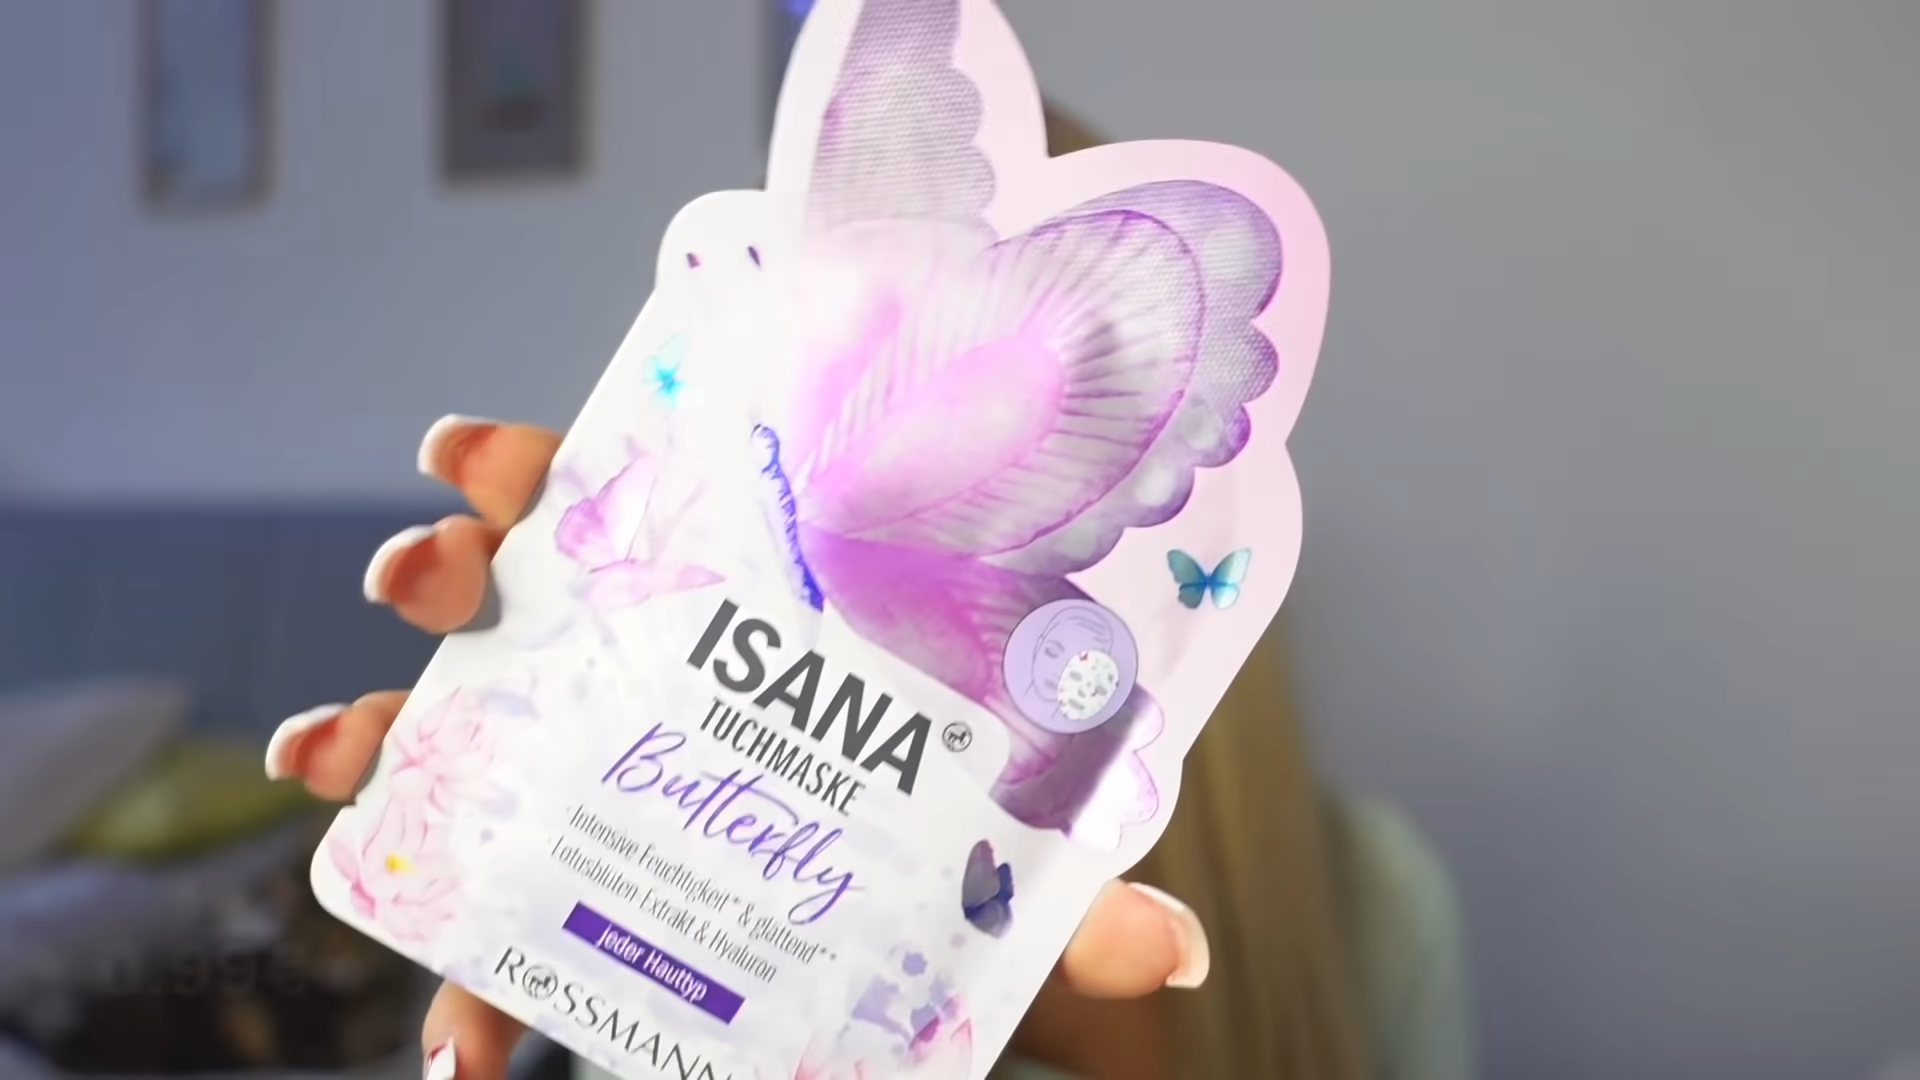 ISANA
TUCHMASKE
Butterfly
·Intensive Feuchtigkeit* & glättend**
·Lotusblüten-Extrakt & Hyaluron
jeder Hauttyp
ROSSMANN